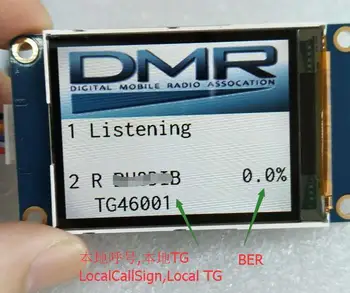 DMR
DIGITAL MOBILE RADIO ASSOCATION
1 Listening
2 R 0.0%
TG46001
本地呼号,本地TG BER
LocalCallSign,Local TG